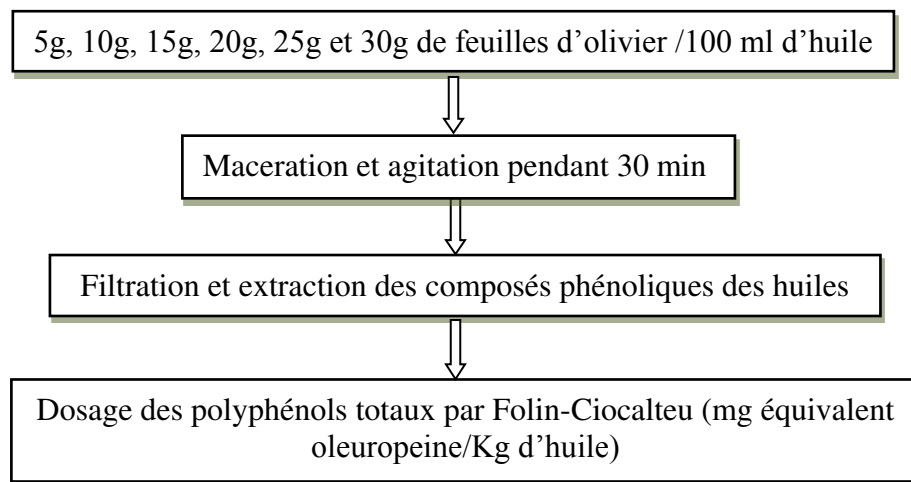 5g, 10g, 15g, 20g, 25g et 30g de feuilles d’olivier /100 ml d’huile
Maceration et agitation pendant 30 min
Filtration et extraction des composés phénoliques des huiles
Dosage des polyphénols totaux par Folin-Ciocalteu (mg équivalent
oleuropeine/Kg d’huile)